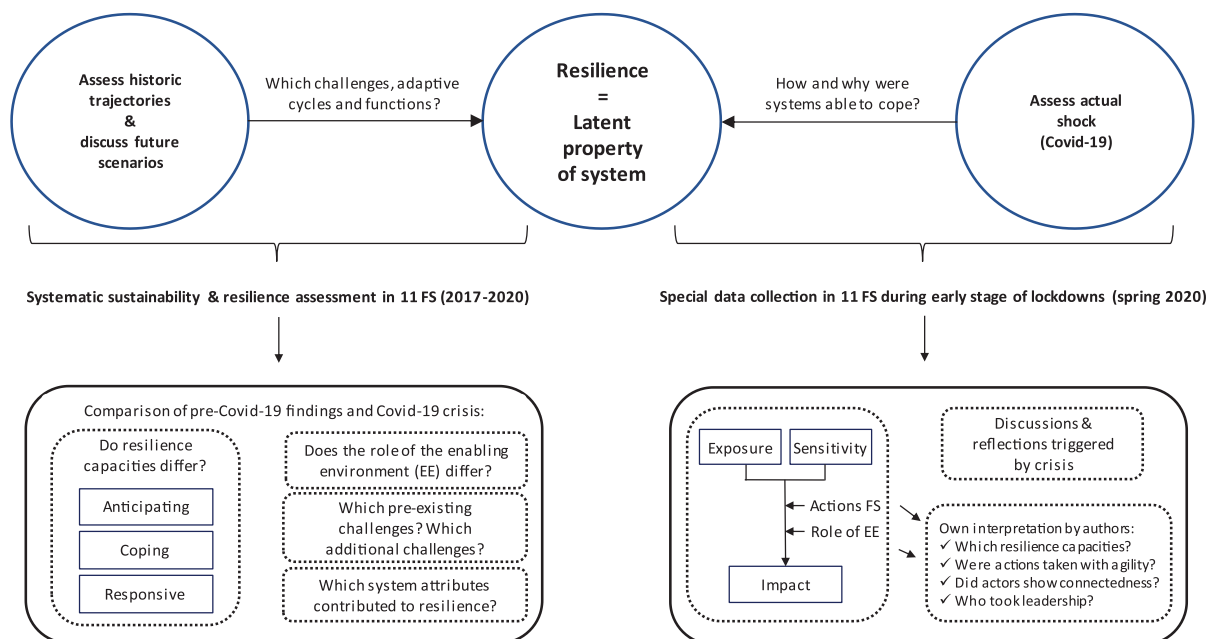 Assess historic
trajectories
&
discuss future
scenarios
Which challenges, adaptive
cycles and functions?
Resilience
=
Latent
property
of system
How and why were
systems able to cope?
Assess actual
shock
(Covid-19)
Systematic sustainability & resilience assessment in 11 FS (2017-2020)
Special data collection in 11 FS during early stage of lockdowns (spring 2020)
Comparison of pre-Covid-19 findings and Covid-19 crisis:
Do resilience
capacities differ?
Anticipating
Coping
Responsive
Does the role of the enabling
environment (EE) differ?
Which pre-existing
challenges? Which
additional challenges?
Which system attributes
contributed to resilience?
Exposure
Sensitivity
Actions FS
Role of EE
Impact
Discussions &
reflections triggered
by crisis
Own interpretation by authors:
✓ Which resilience capacities?
✓ Were actions taken with agility?
✓ Did actors show connectedness?
✓ Who took leadership?